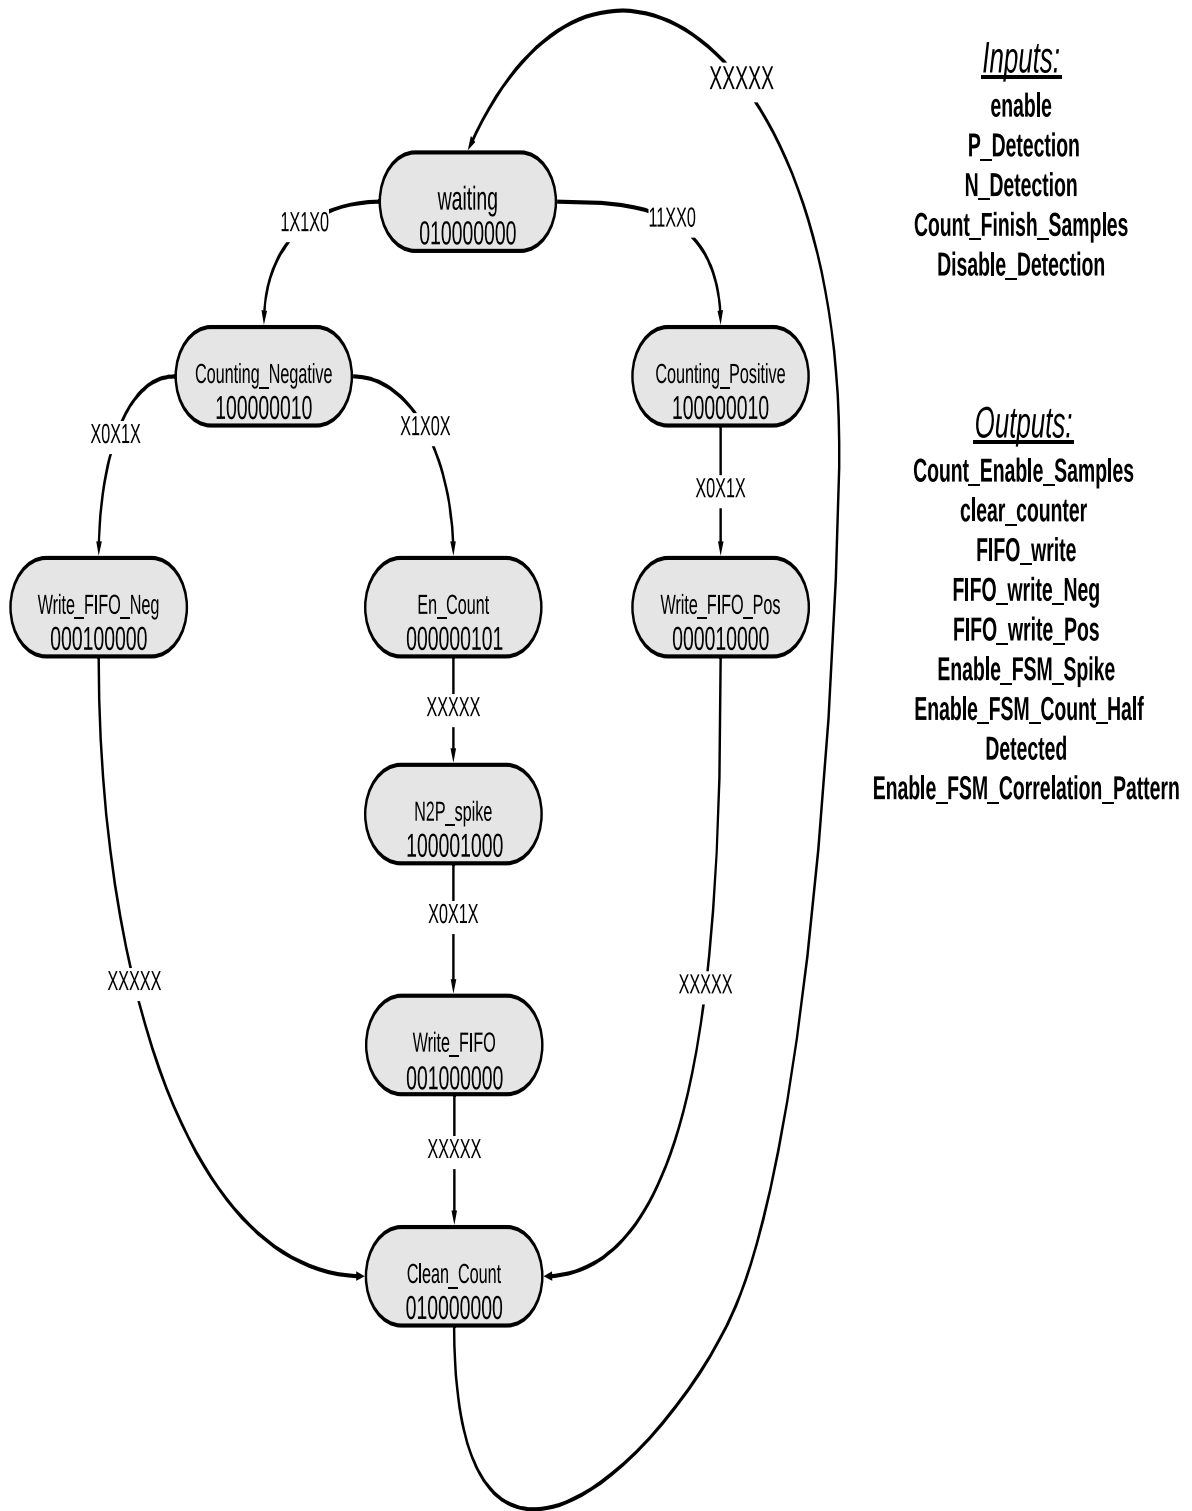 XXXXX
waiting
010000000
1X1X0
11XX0
Counting_Negative
100000010
Counting_Positive
100000010
X0X1X
X1X0X
X0X1X
Write_FIFO_Neg
000100000
En_Count
000000101
Write_FIFO_Pos
000010000
XXXXX
N2P_spike
100001000
X0X1X
XXXXX
XXXXX
Write_FIFO
001000000
XXXXX
Clean_Count
010000000
Inputs:
enable
P_Detection
N_Detection
Count_Finish_Samples
Disable_Detection
Outputs:
Count_Enable_Samples
clear_counter
FIFO_write
FIFO_write_Neg
FIFO_write_Pos
Enable_FSM_Spike
Enable_FSM_Count_Half
Detected
Enable_FSM_Correlation_Pattern